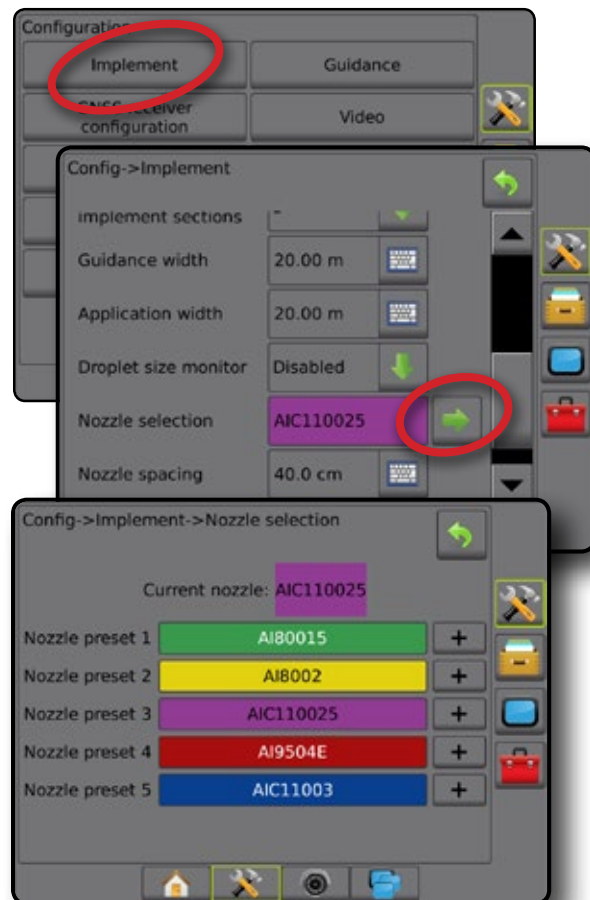 Configuration
Implement Guidance
GNSS receiver configuration Video
Config->Implement
Implement sections
Guidance width 20.00 m
Application width 20.00 m
Droplet size monitor Disabled
Nozzle selection AIC110025
Nozzle spacing 40.0 cm
Config->Implement->Nozzle selection
Current nozzle: AIC110025
Nozzle preset 1 AI80015 +
Nozzle preset 2 AI8002 +
Nozzle preset 3 AIC110025 +
Nozzle preset 4 AI9504E +
Nozzle preset 5 AIC11003 +